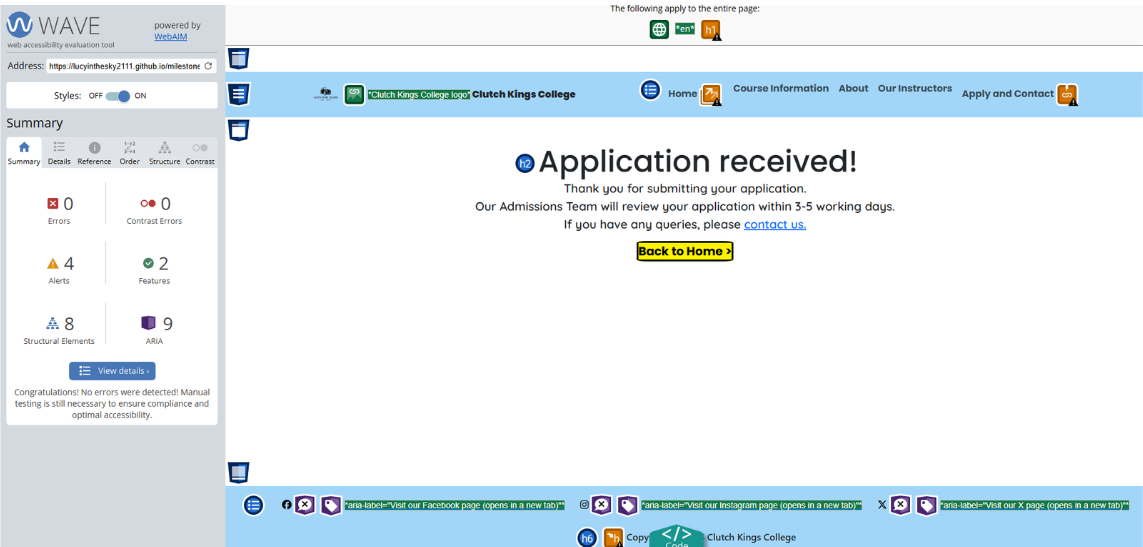 The following apply to the entire page:
*en* h1
WAVE
powered by
WebAIM
web accessibility evaluation tool
Address: https://lucyinthesky2111.github.io/milestone
Styles: OFF ON
Summary
Summary Details Reference Order Structure Contrast
0 0
Errors Contrast Errors
4 2
Alerts Features
8 9
Structural Elements ARIA
View details ›
Congratulations! No errors were detected! Manual
testing is still necessary to ensure compliance and
optimal accessibility.
*Clutch Kings College logo* Clutch Kings College Home Course Information About Our Instructors Apply and Contact
h2 Application received!
Thank you for submitting your application.
Our Admissions Team will review your application within 3-5 working days.
If you have any queries, please contact us.
Back to Home >
*aria-label="Visit our Facebook page (opens in a new tab)"* *aria-label="Visit our Instagram page (opens in a new tab)"* *aria-label="Visit our X page (opens in a new tab)"*
h6 h Copy Clutch Kings College
</>
Code